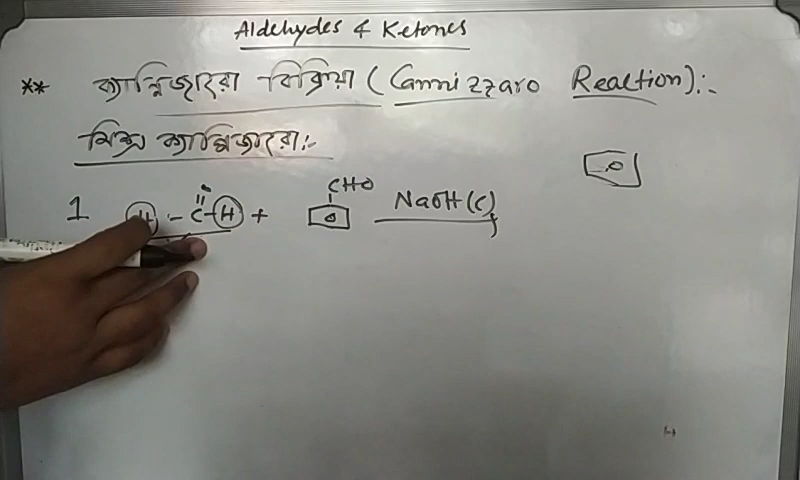 Aldehydes & Ketones
** ক্যানিজারো বিক্রিয়া (Cannizzaro Reaction):-
মিশ্র ক্যানিজারো:-
1 H - C - H + CHO NaOH(c)
O